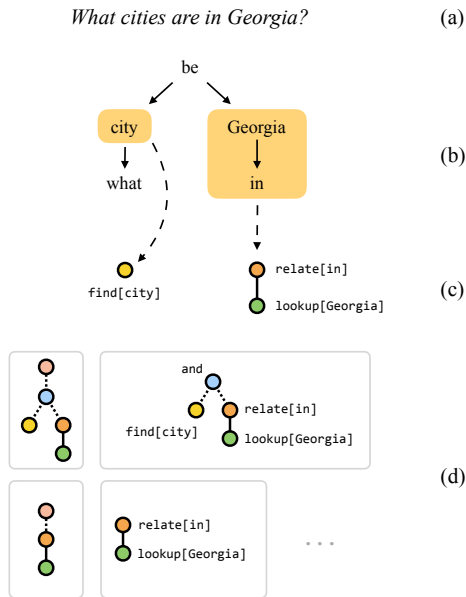 What cities are in Georgia? (a)
be
city Georgia
what in (b)
relate[in]
find[city] (c)
lookup[Georgia]
and
relate[in]
find[city]
lookup[Georgia]
(d)
relate[in]
lookup[Georgia] ...